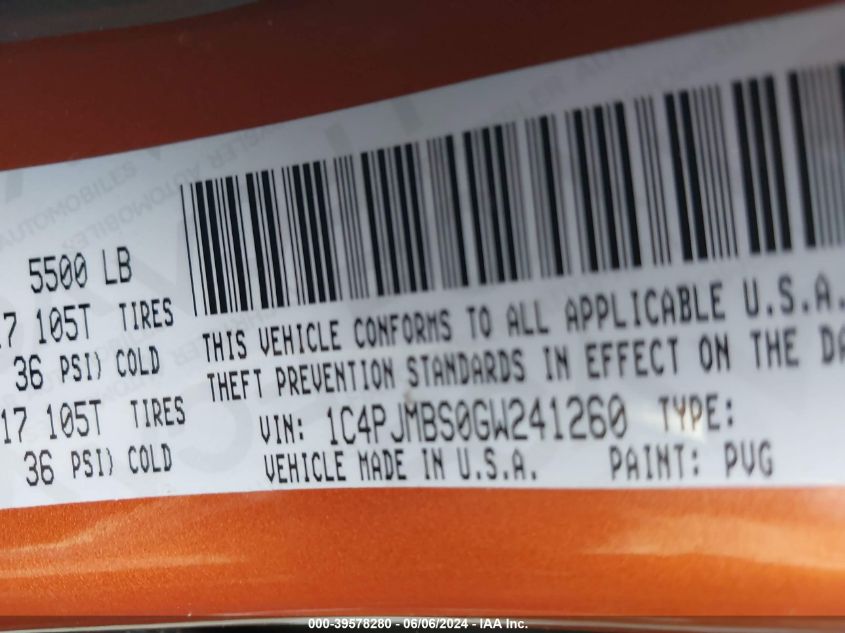 5500 LB
17 105T TIRES
36 PSI) COLD
17 105T TIRES
36 PSI) COLD
THIS VEHICLE CONFORMS TO ALL APPLICABLE U.S.A.
THEFT PREVENTION STANDARDS IN EFFECT ON THE DA
VIN: 1C4PJMBS0GW241260 TYPE:
VEHICLE MADE IN U.S.A. PAINT: PVG
AUTOMOBILES
000-39578280 - 06/06/2024 - IAA Inc.